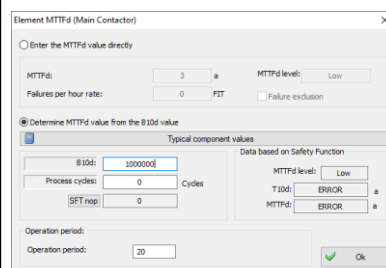 Element MTTFd (Main Contactor)
Enter the MTTFd value directly
MTTFd: 3 a MTTFd level: Low
Failures per hour rate: 0 FIT Failure exclusion
Determine MTTFd value from the B10d value
Typical component values
B10d: 1000000
Process cycles: 0 Cycles
SFT nop 0
Data based on Safety Function
MTTFd level: Low
T10d: ERROR a
MTTFd: ERROR a
Operation period:
Operation period: 20
Ok